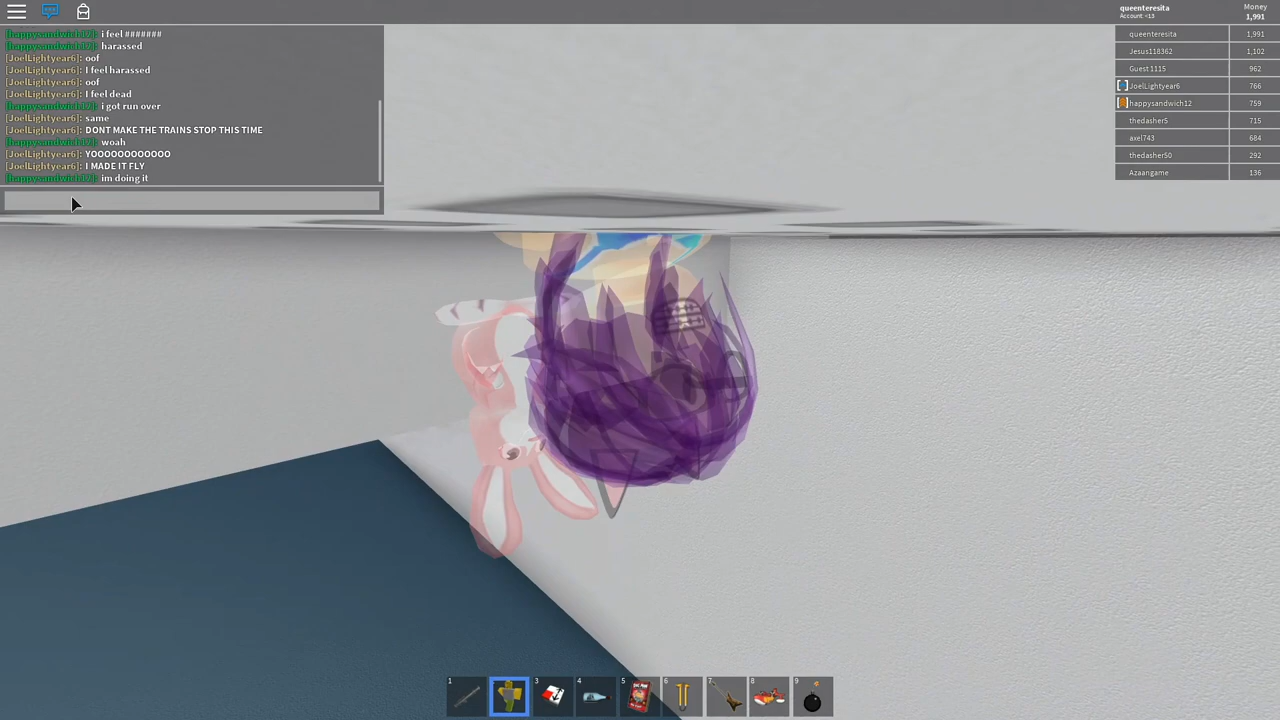 queenteresita
Account: <13
Money
1,991
[happysandwich12]: i feel #######
[happysandwich12]: harassed
[JoelLightyear6]: oof
[JoelLightyear6]: I feel harassed
[JoelLightyear6]: oof
[JoelLightyear6]: I feel dead
[happysandwich12]: i got run over
[JoelLightyear6]: same
[JoelLightyear6]: DONT MAKE THE TRAINS STOP THIS TIME
[happysandwich12]: woah
[JoelLightyear6]: YOOOOOOOOOOOO
[JoelLightyear6]: I MADE IT FLY
[happysandwich12]: im doing it
queenteresita 1,991
Jesus118362 1,102
Guest1115 962
JoelLightyear6 766
happysandwich12 759
thedasher5 715
axel743 684
thedasher50 292
Azaangame 136
1 3 4 5 6 7 8 9